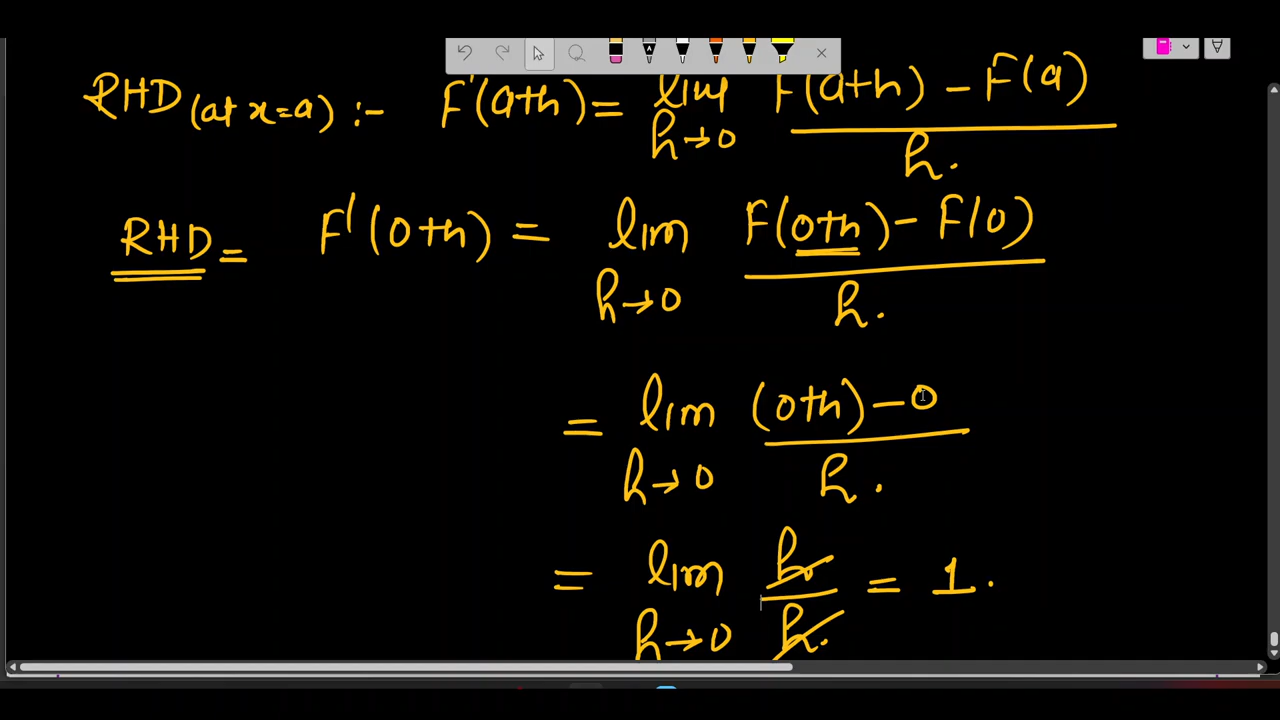 RHD (at x=a) :- F'(a+h) = lim F(a+h) - F(a)
h→0 h.
RHD = F'(0+h) = lim F(0+h) - F(0)
h→0 h.
= lim (0+h) - 0
h→0 h.
= lim h = 1.
h→0 h.